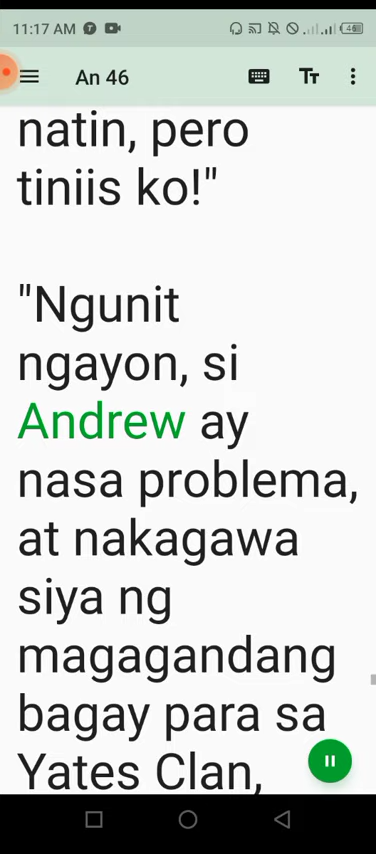 11:17 AM
46
An 46
natin, pero
tiniis ko!"
"Ngunit
ngayon, si
Andrew ay
nasa problema,
at nakagawa
siya ng
magagandang
bagay para sa
Yates Clan,